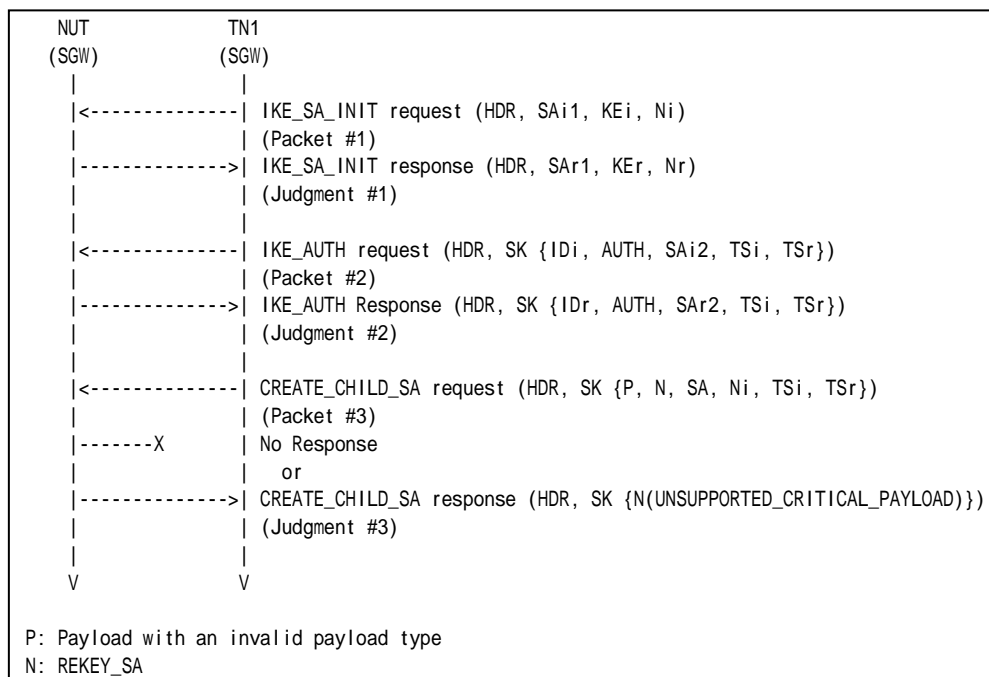 NUT TN1
(SGW) (SGW)
| |
|<--------------| IKE_SA_INIT request (HDR, SAi1, KEi, Ni)
| | (Packet #1)
|-------------->| IKE_SA_INIT response (HDR, SAr1, KEr, Nr)
| | (Judgment #1)
| |
|<--------------| IKE_AUTH request (HDR, SK {IDi, AUTH, SAi2, TSi, TSr})
| | (Packet #2)
|-------------->| IKE_AUTH Response (HDR, SK {IDr, AUTH, SAr2, TSi, TSr})
| | (Judgment #2)
| |
|<--------------| CREATE_CHILD_SA request (HDR, SK {P, N, SA, Ni, TSi, TSr})
| | (Packet #3)
|-------X | No Response
| | or
|-------------->| CREATE_CHILD_SA response (HDR, SK {N(UNSUPPORTED_CRITICAL_PAYLOAD)})
| | (Judgment #3)
| |
V V
P: Payload with an invalid payload type
N: REKEY_SA